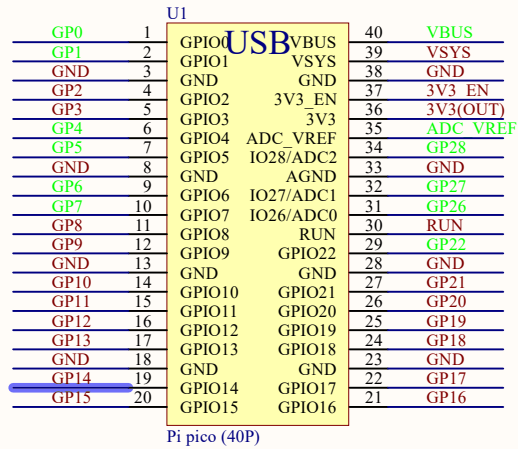 U1
GP0 1 GPIO0 USB VBUS 40 VBUS
GP1 2 GPIO1 VSYS 39 VSYS
GND 3 GND GND 38 GND
GP2 4 GPIO2 3V3_EN 37 3V3_EN
GP3 5 GPIO3 3V3 36 3V3(OUT)
GP4 6 GPIO4 ADC_VREF 35 ADC_VREF
GP5 7 GPIO5 IO28/ADC2 34 GP28
GND 8 GND AGND 33 GND
GP6 9 GPIO6 IO27/ADC1 32 GP27
GP7 10 GPIO7 IO26/ADC0 31 GP26
GP8 11 GPIO8 RUN 30 RUN
GP9 12 GPIO9 GPIO22 29 GP22
GND 13 GND GND 28 GND
GP10 14 GPIO10 GPIO21 27 GP21
GP11 15 GPIO11 GPIO20 26 GP20
GP12 16 GPIO12 GPIO19 25 GP19
GP13 17 GPIO13 GPIO18 24 GP18
GND 18 GND GND 23 GND
GP14 19 GPIO14 GPIO17 22 GP17
GP15 20 GPIO15 GPIO16 21 GP16
Pi pico (40P)